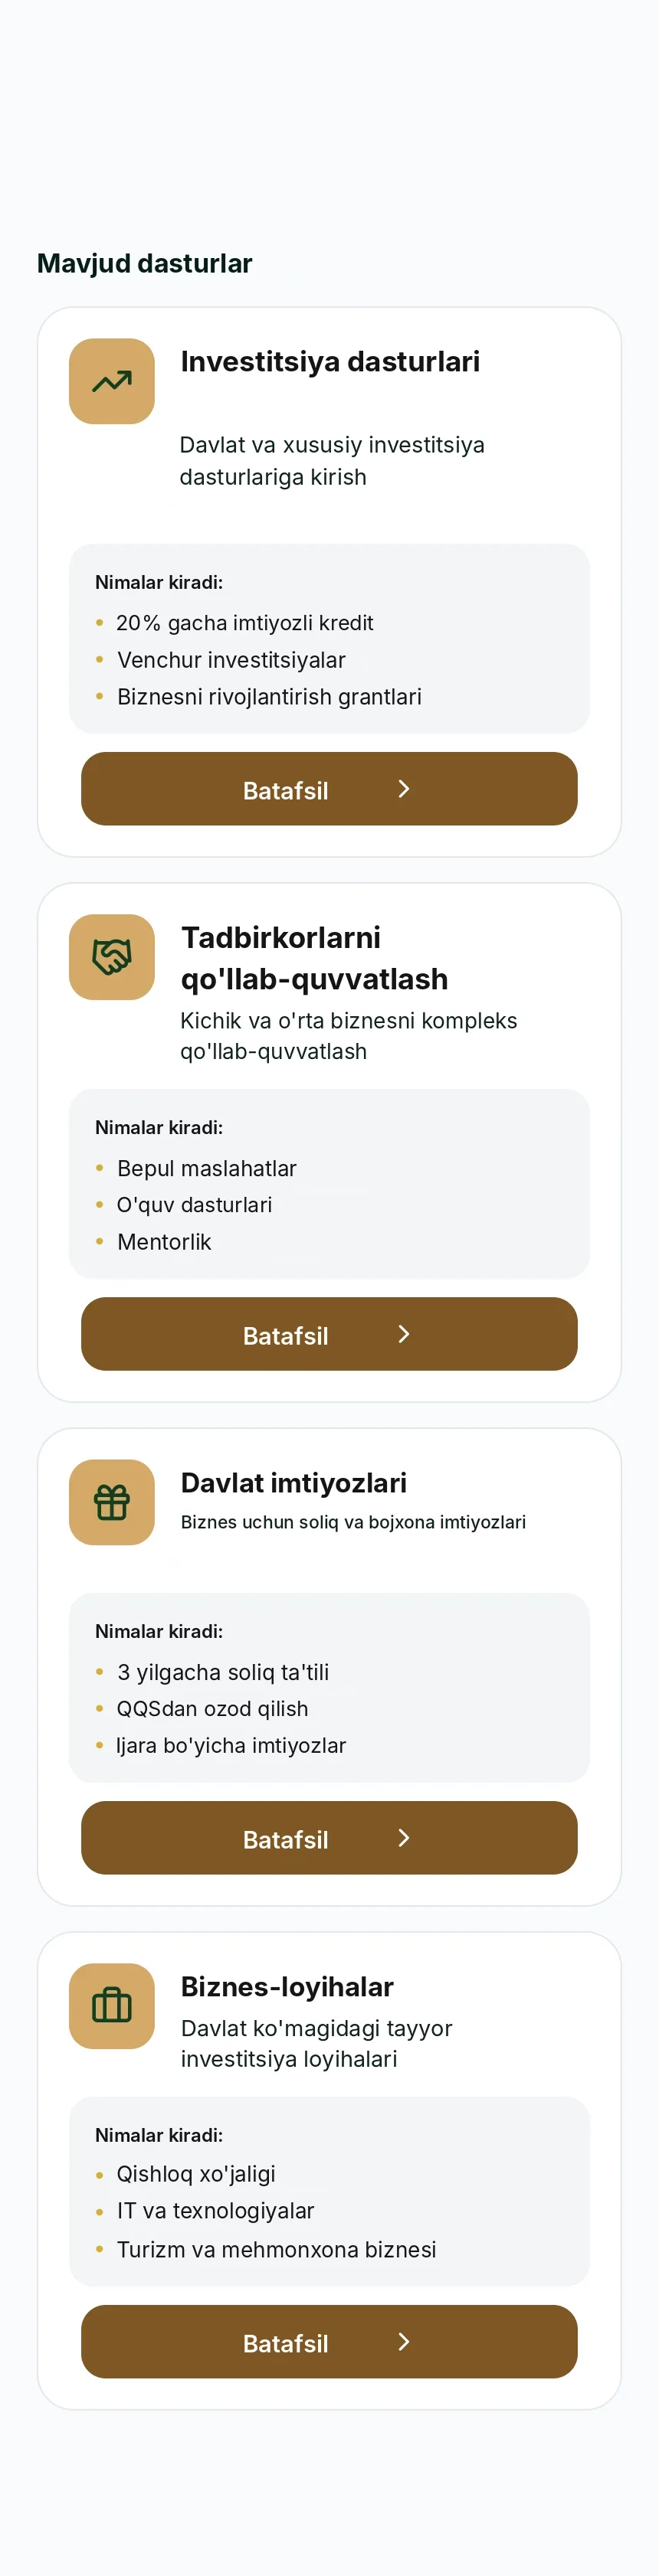 Mavjud dasturlar
Investitsiya dasturlari
Davlat va xususiy investitsiya
dasturlariga kirish
Nimalar kiradi:
• 20% gacha imtiyozli kredit
• Venchur investitsiyalar
• Biznesni rivojlantirish grantlari
Batafsil
Tadbirkorlarni
qo'llab-quvvatlash
Kichik va o'rta biznesni kompleks
qo'llab-quvvatlash
Nimalar kiradi:
• Bepul maslahatlar
• O'quv dasturlari
• Mentorlik
Batafsil
Davlat imtiyozlari
Biznes uchun soliq va bojxona imtiyozlari
Nimalar kiradi:
• 3 yilgacha soliq ta'tili
• QQSdan ozod qilish
• Ijara bo'yicha imtiyozlar
Batafsil
Biznes-loyihalar
Davlat ko'magidagi tayyor
investitsiya loyihalari
Nimalar kiradi:
• Qishloq xo'jaligi
• IT va texnologiyalar
• Turizm va mehmonxona biznesi
Batafsil